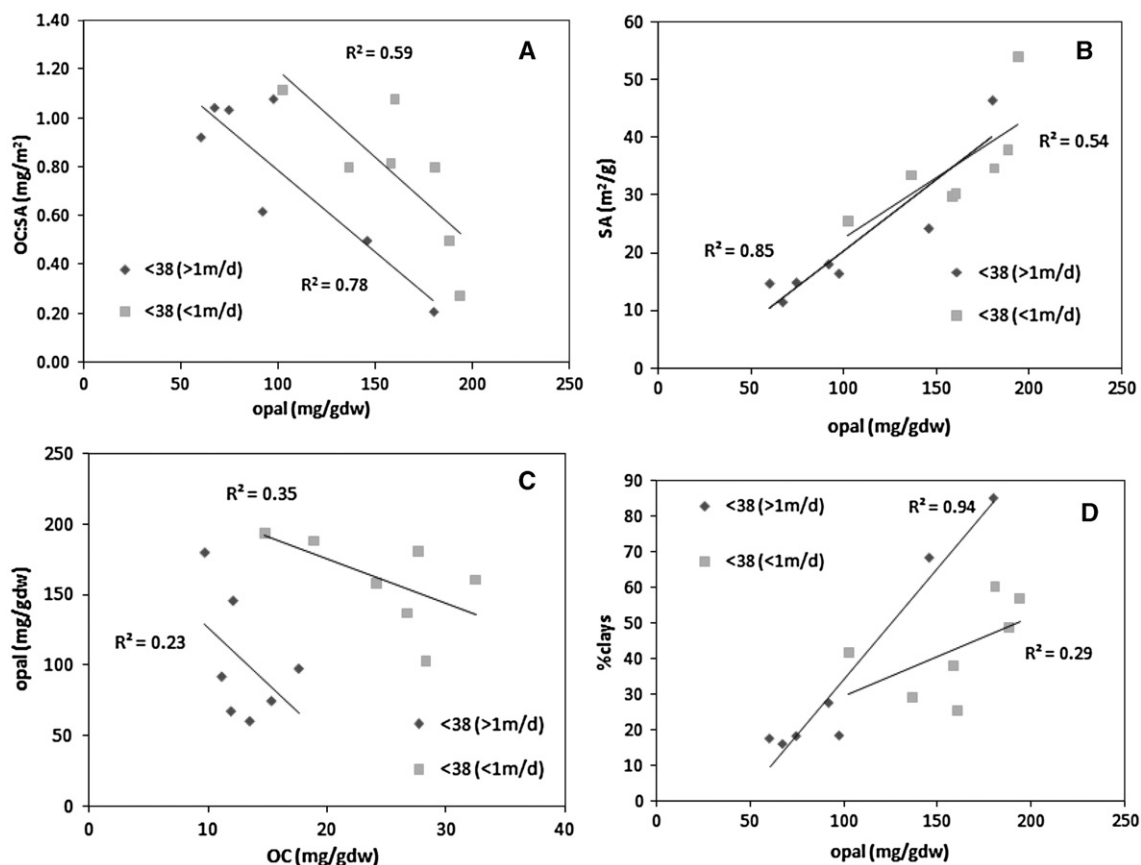 A
1.40
1.20
1.00
0.80
0.60
0.40
0.20
0.00
OC:SA (mg/m²)
R² = 0.59
R² = 0.78
<38 (>1m/d)
<38 (<1m/d)
0 50 100 150 200 250
opal (mg/gdw)
B
60
50
40
30
20
10
0
SA (m²/g)
R² = 0.54
R² = 0.85
<38 (>1m/d)
<38 (<1m/d)
0 50 100 150 200 250
opal (mg/gdw)
C
250
200
150
100
50
0
opal (mg/gdw)
R² = 0.35
R² = 0.23
<38 (>1m/d)
<38 (<1m/d)
0 10 20 30 40
OC (mg/gdw)
D
90
80
70
60
50
40
30
20
10
0
%clays
<38 (>1m/d)
<38 (<1m/d)
R² = 0.94
R² = 0.29
0 50 100 150 200 250
opal (mg/gdw)